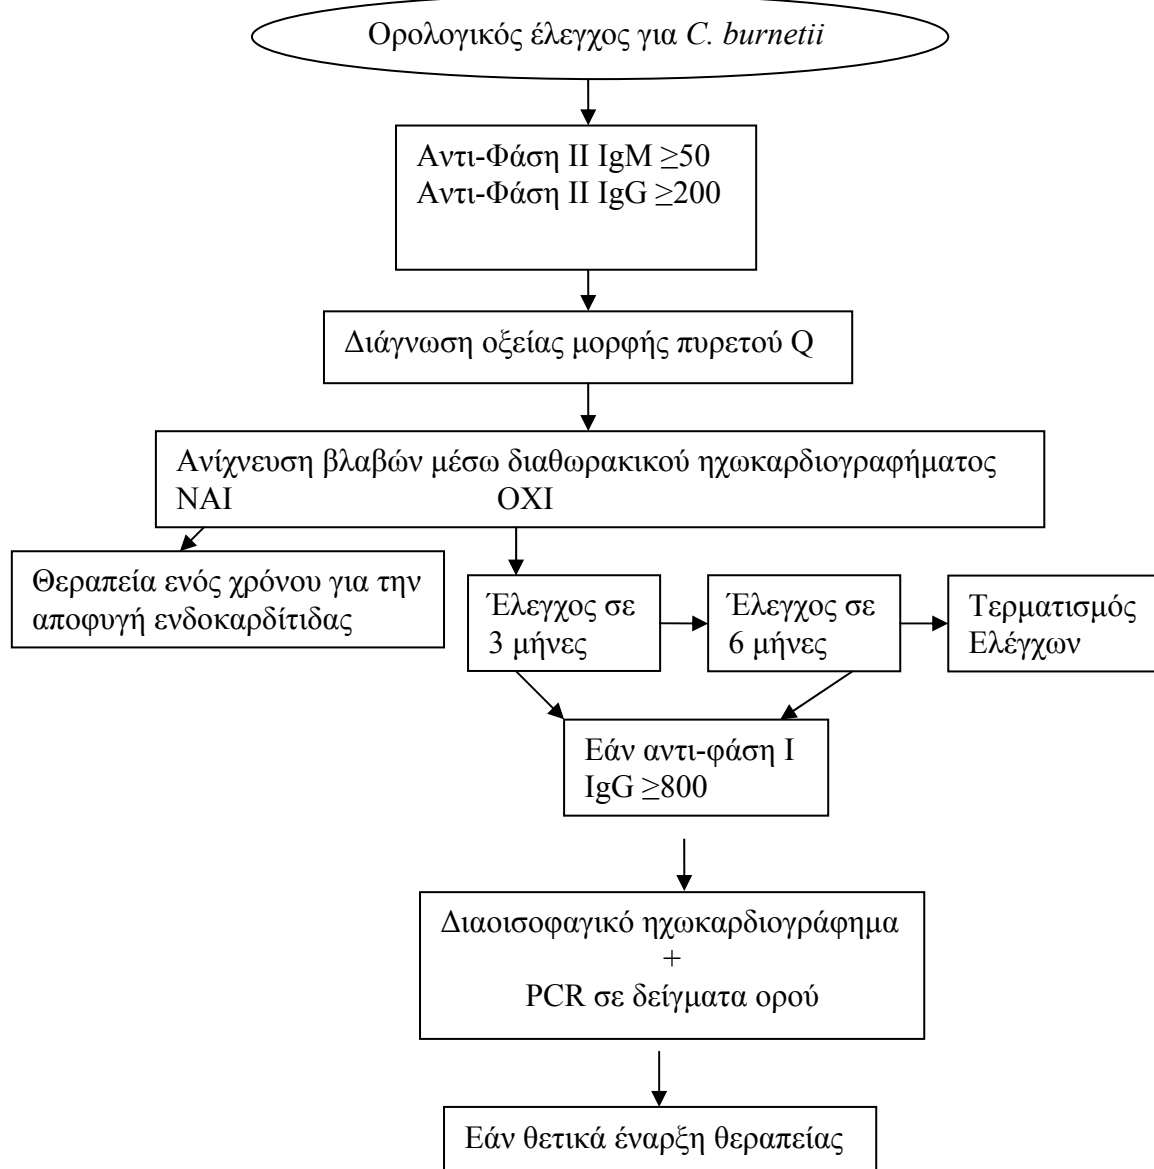 Ορολογικός έλεγχος για C. burnetii
Αντι-Φάση ΙΙ IgM ≥50
Αντι-Φάση ΙΙ IgG ≥200
Διάγνωση οξείας μορφής πυρετού Q
Ανίχνευση βλαβών μέσω διαθωρακικού ηχωκαρδιογραφήματος
ΝΑΙ ΟΧΙ
Θεραπεία ενός χρόνου για την
αποφυγή ενδοκαρδίτιδας
Έλεγχος σε
3 μήνες
Έλεγχος σε
6 μήνες
Τερματισμός
Ελέγχων
Εάν αντι-φάση Ι
IgG ≥800
Διαοισοφαγικό ηχωκαρδιογράφημα
+
PCR σε δείγματα ορού
Εάν θετικά έναρξη θεραπείας